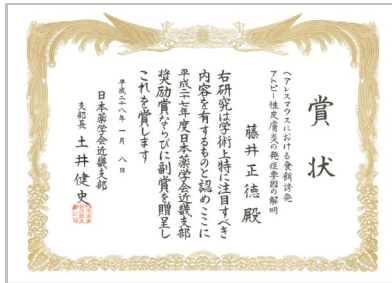 賞状
ヘアレスマウスにおける食餌誘発
アトピー性皮膚炎の発症要因の解明
藤井正徳殿
右研究は学術上特に注目すべき
内容を有するものと認めここに
平成二十七年度日本薬学会近畿支部
奨励賞ならびに副賞を贈呈し
これを賞します
平成二十八年一月八日
日本薬学会近畿支部
支部長 土井健史